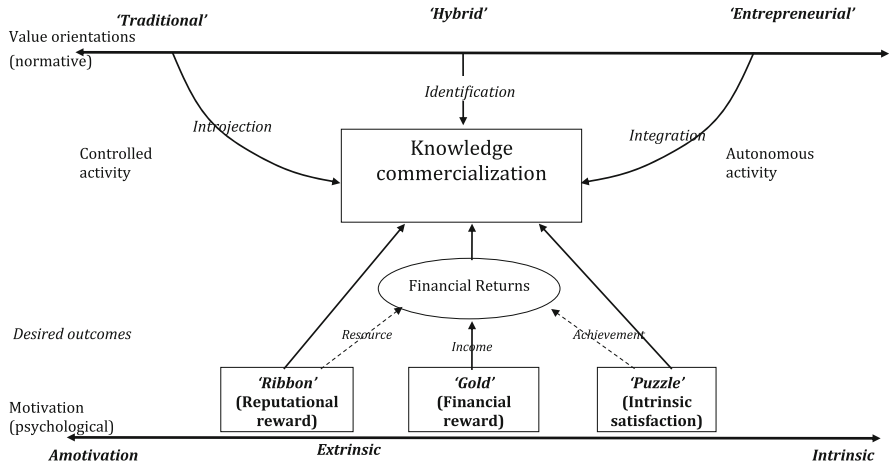 ‘Traditional’
‘Hybrid’
‘Entrepreneurial’
Value orientations
(normative)
Identification
Introjection
Integration
Controlled
activity
Knowledge
commercialization
Autonomous
activity
Financial Returns
Desired outcomes
Resource
Income
Achievement
‘Ribbon’
(Reputational
reward)
‘Gold’
(Financial
reward)
‘Puzzle’
(Intrinsic
satisfaction)
Motivation
(psychological)
Amotivation
Extrinsic
Intrinsic